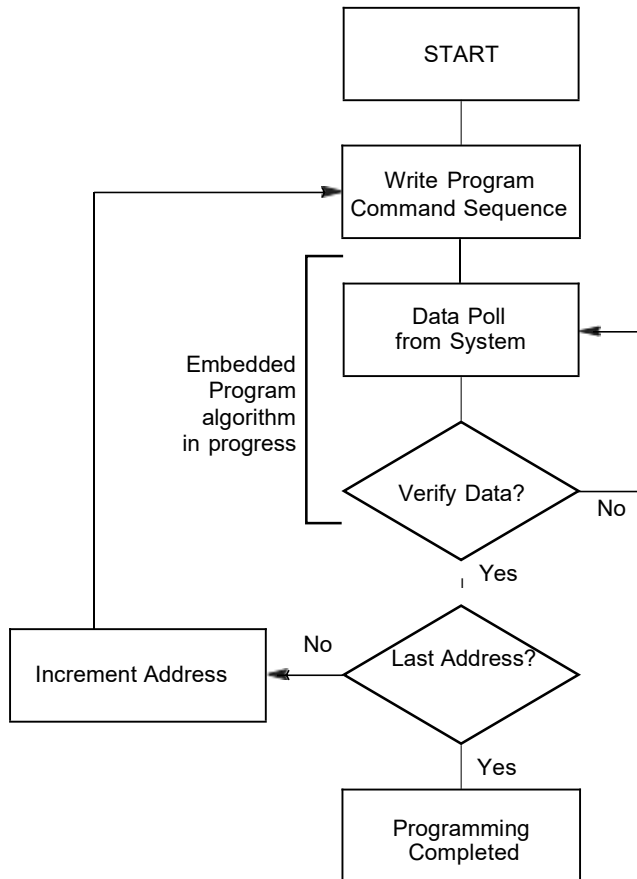 START
Write Program
Command Sequence
Data Poll
from System
Embedded
Program
algorithm
in progress
Verify Data?
No
Yes
No
Last Address?
Increment Address
Yes
Programming
Completed